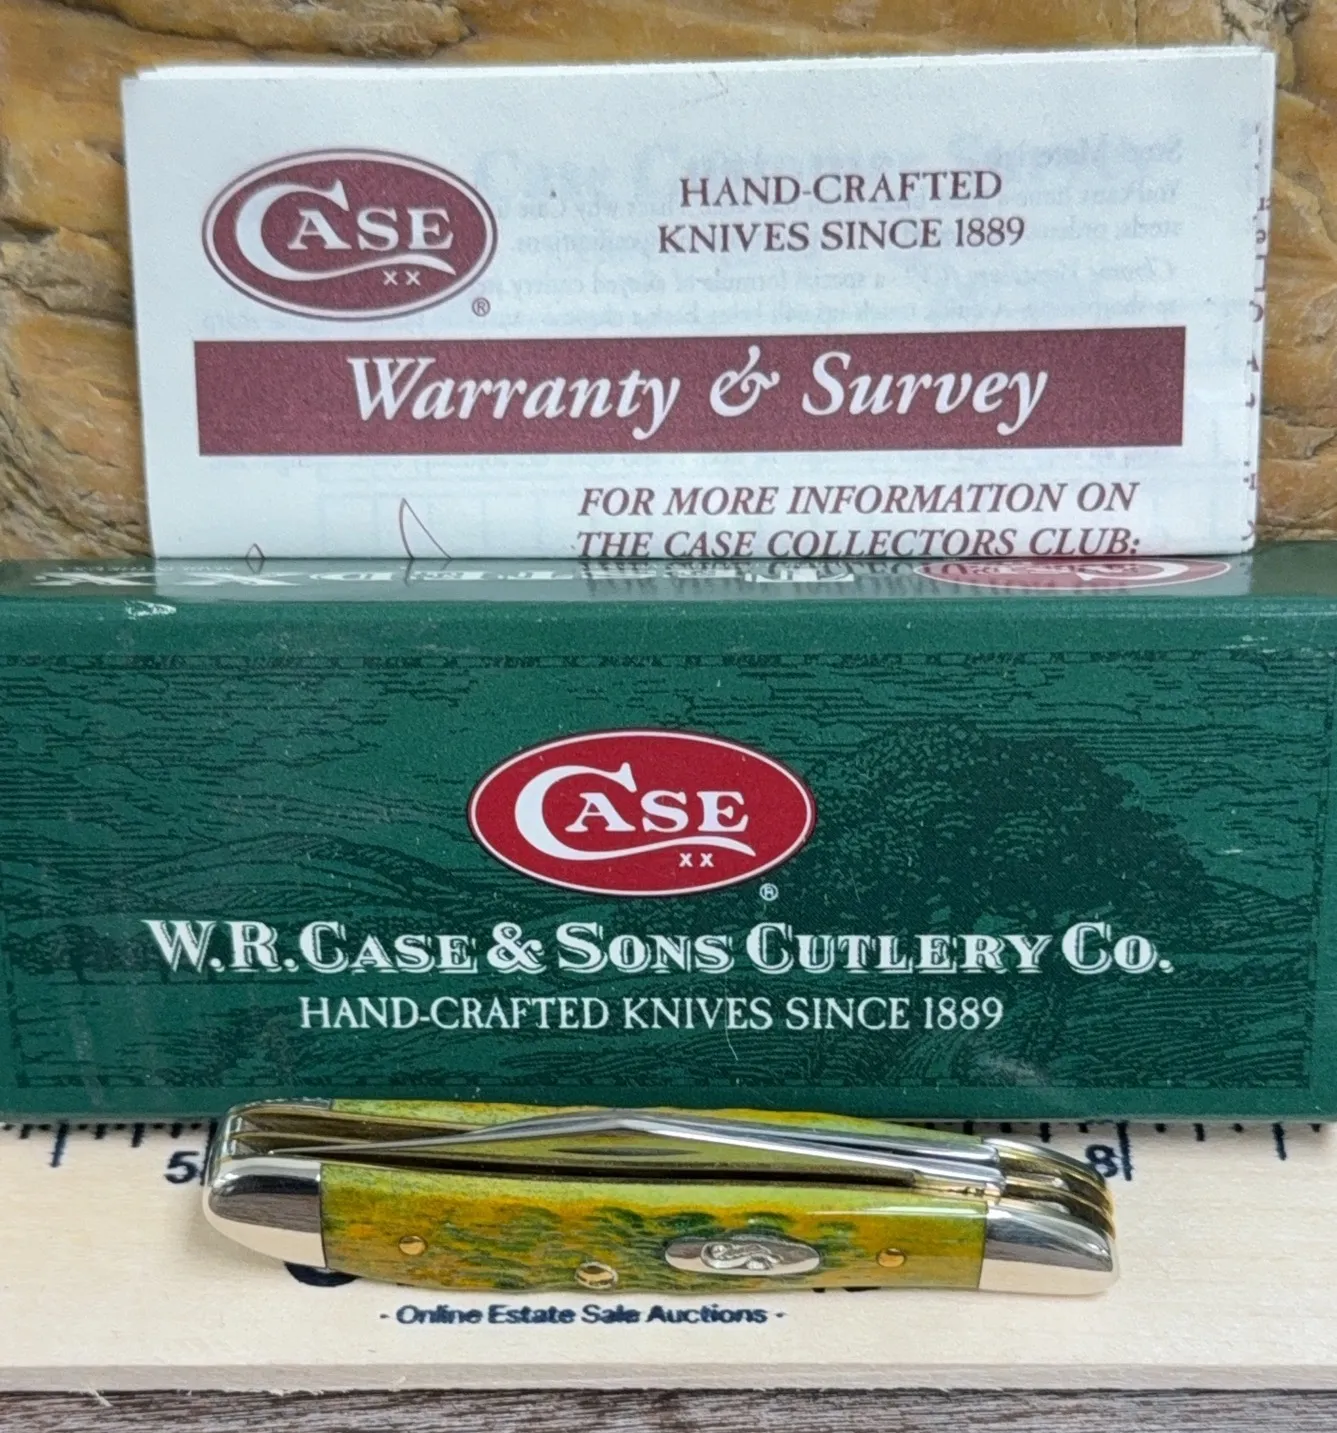 CASE
XX
®
HAND-CRAFTED
KNIVES SINCE 1889
Warranty & Survey
FOR MORE INFORMATION ON
THE CASE COLLECTORS CLUB:
CASE
XX
®
W.R. CASE & SONS CUTLERY CO.
HAND-CRAFTED KNIVES SINCE 1889
5
8
- Online Estate Sale Auctions -